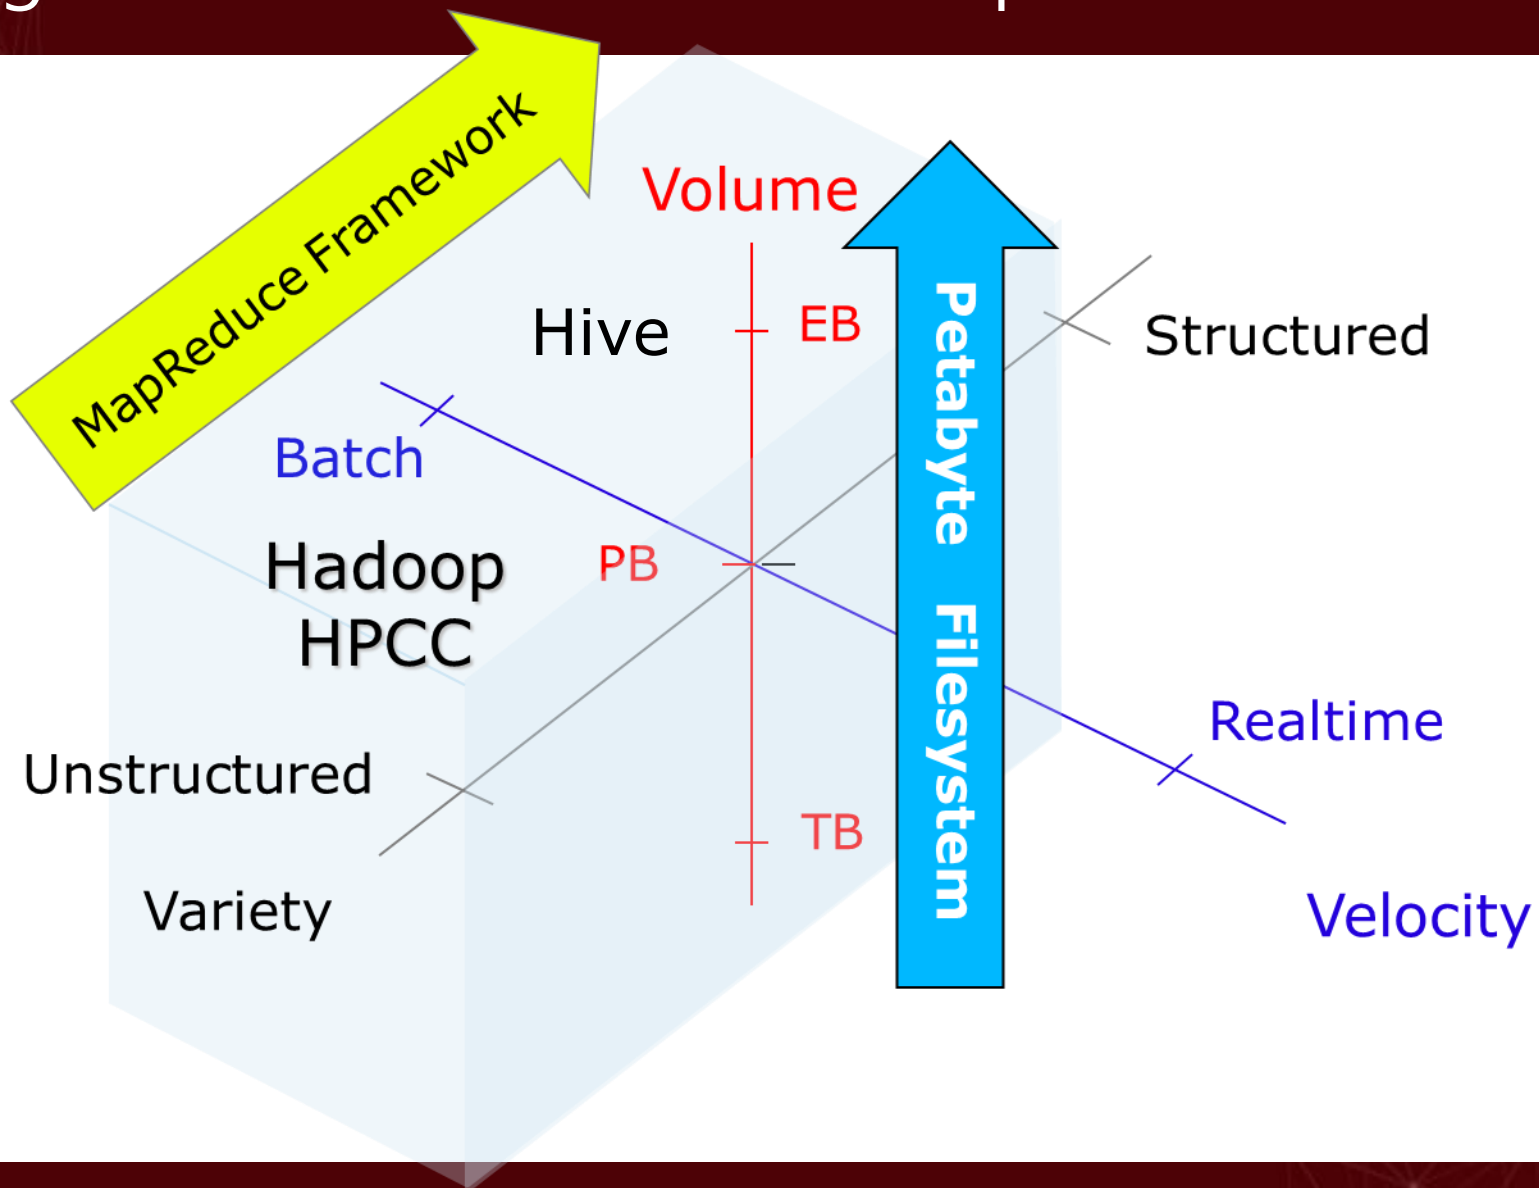 MapReduce Framework
Volume
Hive
EB
Structured
Batch
Petabyte Filesystem
Hadoop
HPCC
PB
Realtime
Unstructured
TB
Variety
Velocity